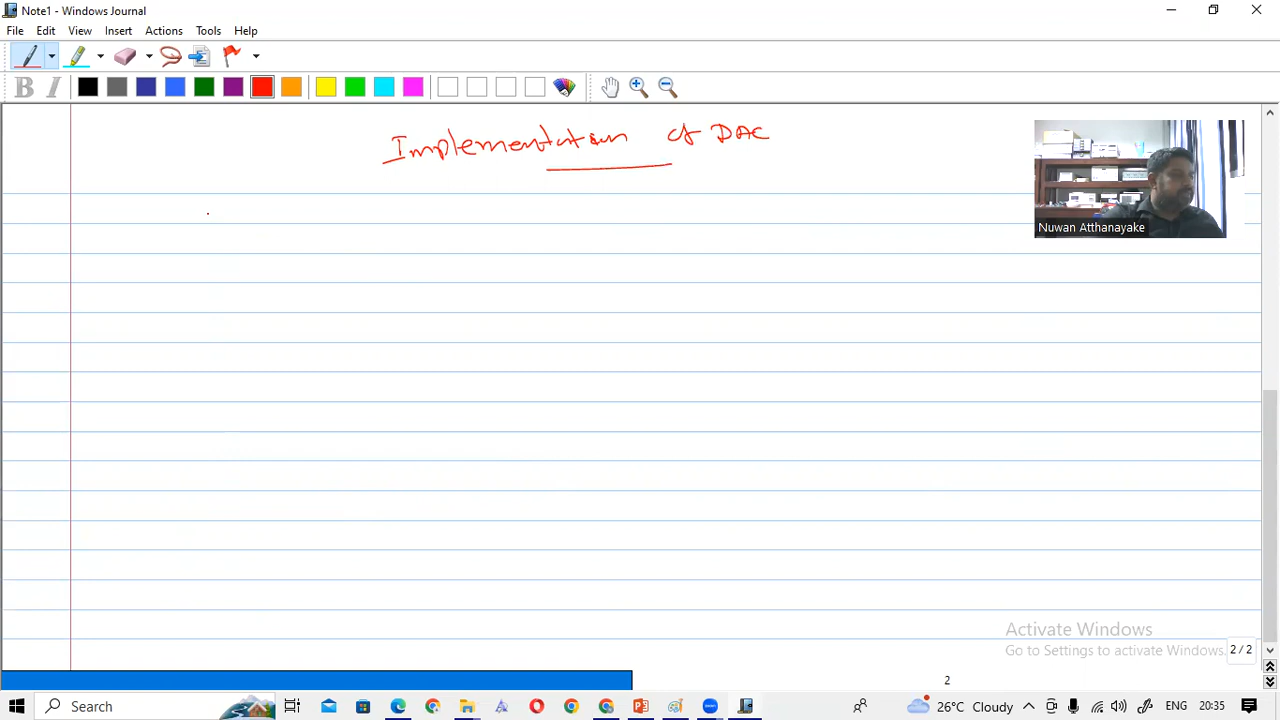 Note1 - Windows Journal
File Edit View Insert Actions Tools Help
B I
Implementation of DAC
Nuwan Atthanayake
Activate Windows
Go to Settings to activate Windows.
2/2
2
Search
26°C Cloudy
ENG
20:35